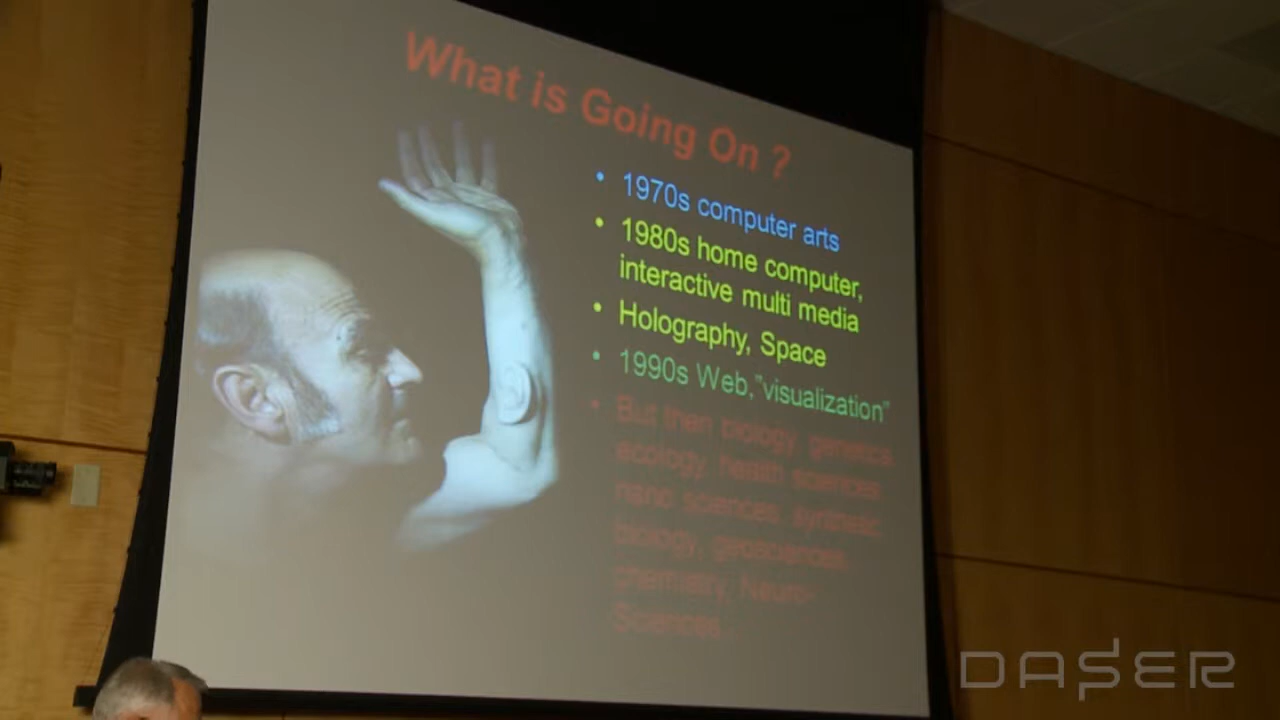 What is Going On ?
• 1970s computer arts
• 1980s home computer,
interactive multi media
• Holography, Space
• 1990s Web,"visualization"
• But then biology, genetics
ecology, health sciences
nano sciences, synthetic
biology, geosciences,
chemistry, Neuro-
Sciences..
DASER